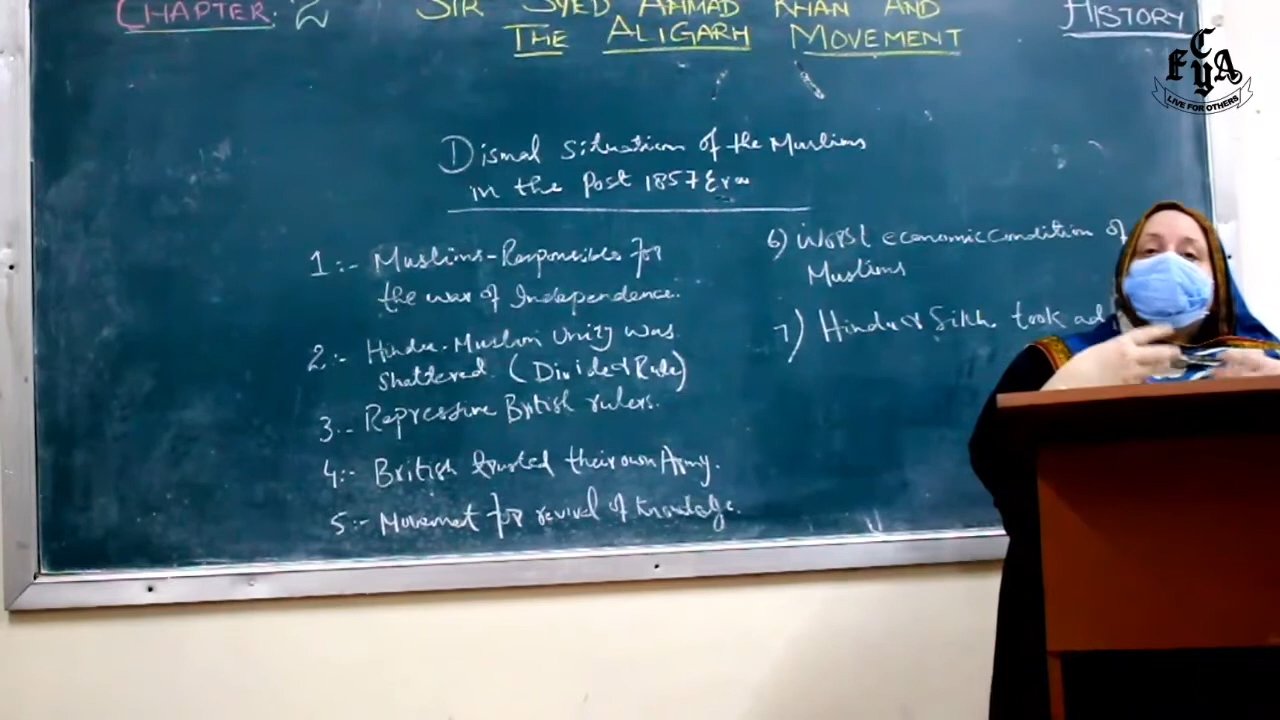 CHAPTER. 2
SIR SYED AHMAD KHAN AND
THE ALIGARH MOVEMENT
HISTORY
E C Y A
LIVE FOR OTHERS
Dismal situation of the Muslims
in the Post 1857 Era
1:- Muslims-Responsible for
the war of Independence.
2:- Hindu-Muslim Unity was
shattered. (Divide & Rule)
3:- Repressive British rulers.
4:- British trusted their own Army.
5:- Movement for revival of knowledge.
6) Worst economic condition of
Muslims
7) Hindu & Sikh took ad